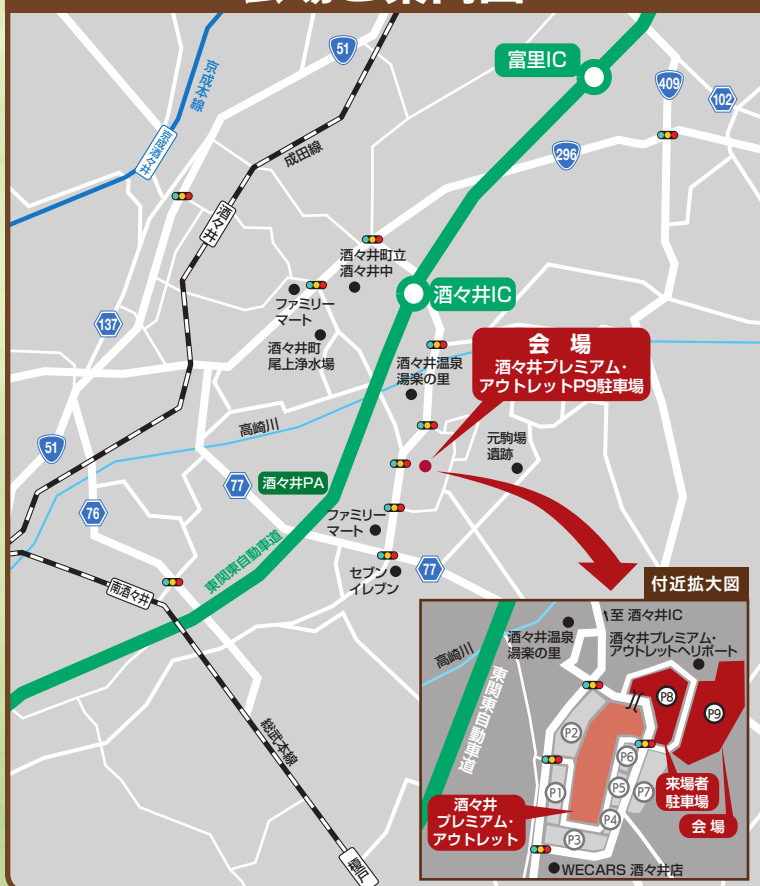 会場ご案内図
51
富里IC
409
102
京成本線
京成酒々井
成田線
296
酒々井
酒々井町立
酒々井中
ファミリー
マート
酒々井IC
137
酒々井町
尾上浄水場
酒々井温泉
湯楽の里
会 場
酒々井プレミアム・
アウトレットP9駐車場
高崎川
元駒場
遺跡
51
77
酒々井PA
76
ファミリー
マート
東関東自動車道
セブン
イレブン
77
南酒々井
総武本線
榎戸
付近拡大図
至 酒々井IC
酒々井温泉
湯楽の里
酒々井プレミアム・
アウトレットヘリポート
高崎川
東関東自動車道
P8
P9
P2
P6
P1
P5
P7
P4
P3
来場者
駐車場
会 場
酒々井
プレミアム・
アウトレット
WECARS 酒々井店